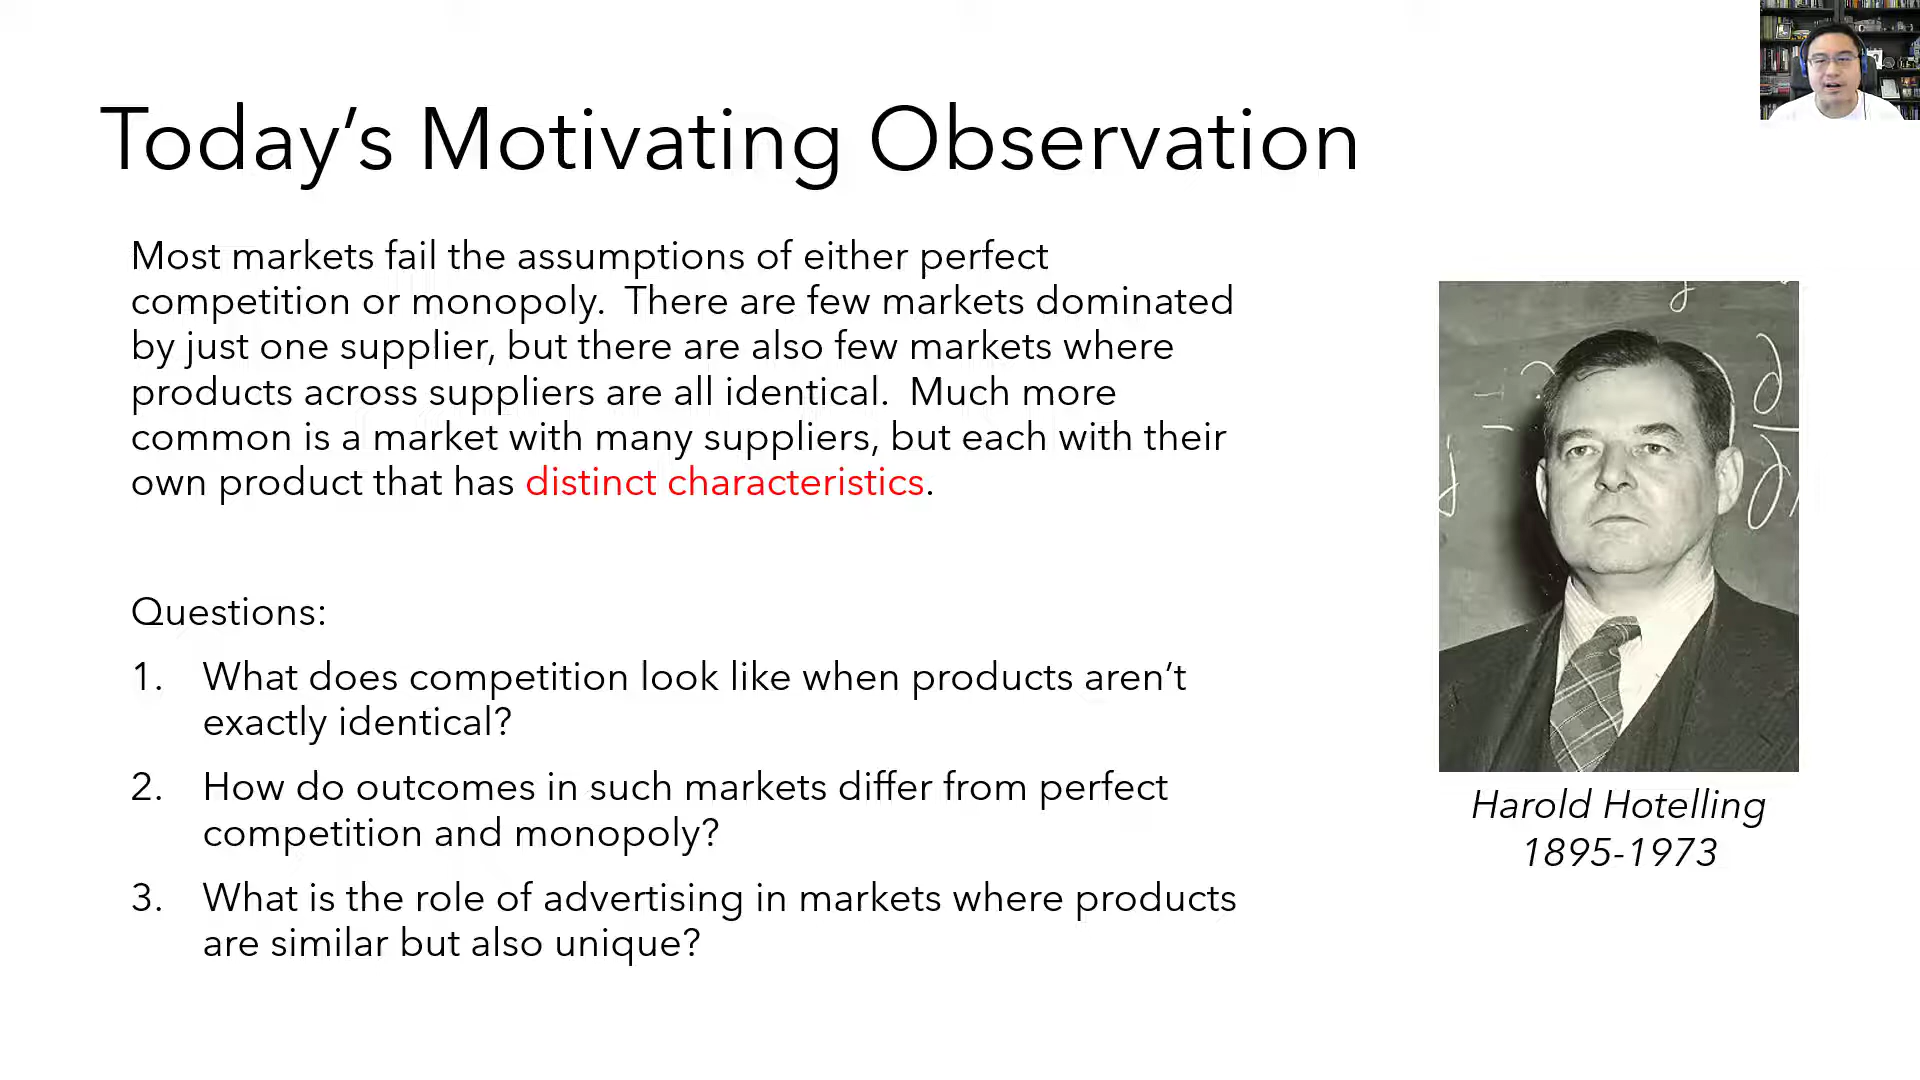 Today's Motivating Observation
Most markets fail the assumptions of either perfect
competition or monopoly.  There are few markets dominated
by just one supplier, but there are also few markets where
products across suppliers are all identical.  Much more
common is a market with many suppliers, but each with their
own product that has distinct characteristics.
Questions:
1. What does competition look like when products aren't
exactly identical?
2. How do outcomes in such markets differ from perfect
competition and monopoly?
3. What is the role of advertising in markets where products
are similar but also unique?
Harold Hotelling
1895-1973